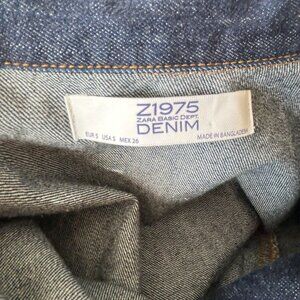 Z1975
ZARA BASIC DEPT.
DENIM
EUR S USA S MEX 26 MADE IN BANGLADESH